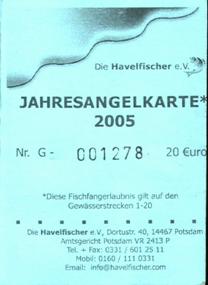 Die Havelfischer e.V.
JAHRESANGELKARTE*
2005
Nr. G- 001278 20 €uro
*Diese Fischfangerlaubnis gilt auf den
Gewässerstrecken 1-20
Die Havelfischer e.V., Dortustr. 40, 14467 Potsdam
Amtsgericht Potsdam VR 2413 P
Tel. + Fax: 0331 / 601 25 11
Mobil: 0160 / 111 0331
Email: info@havelfischer.com